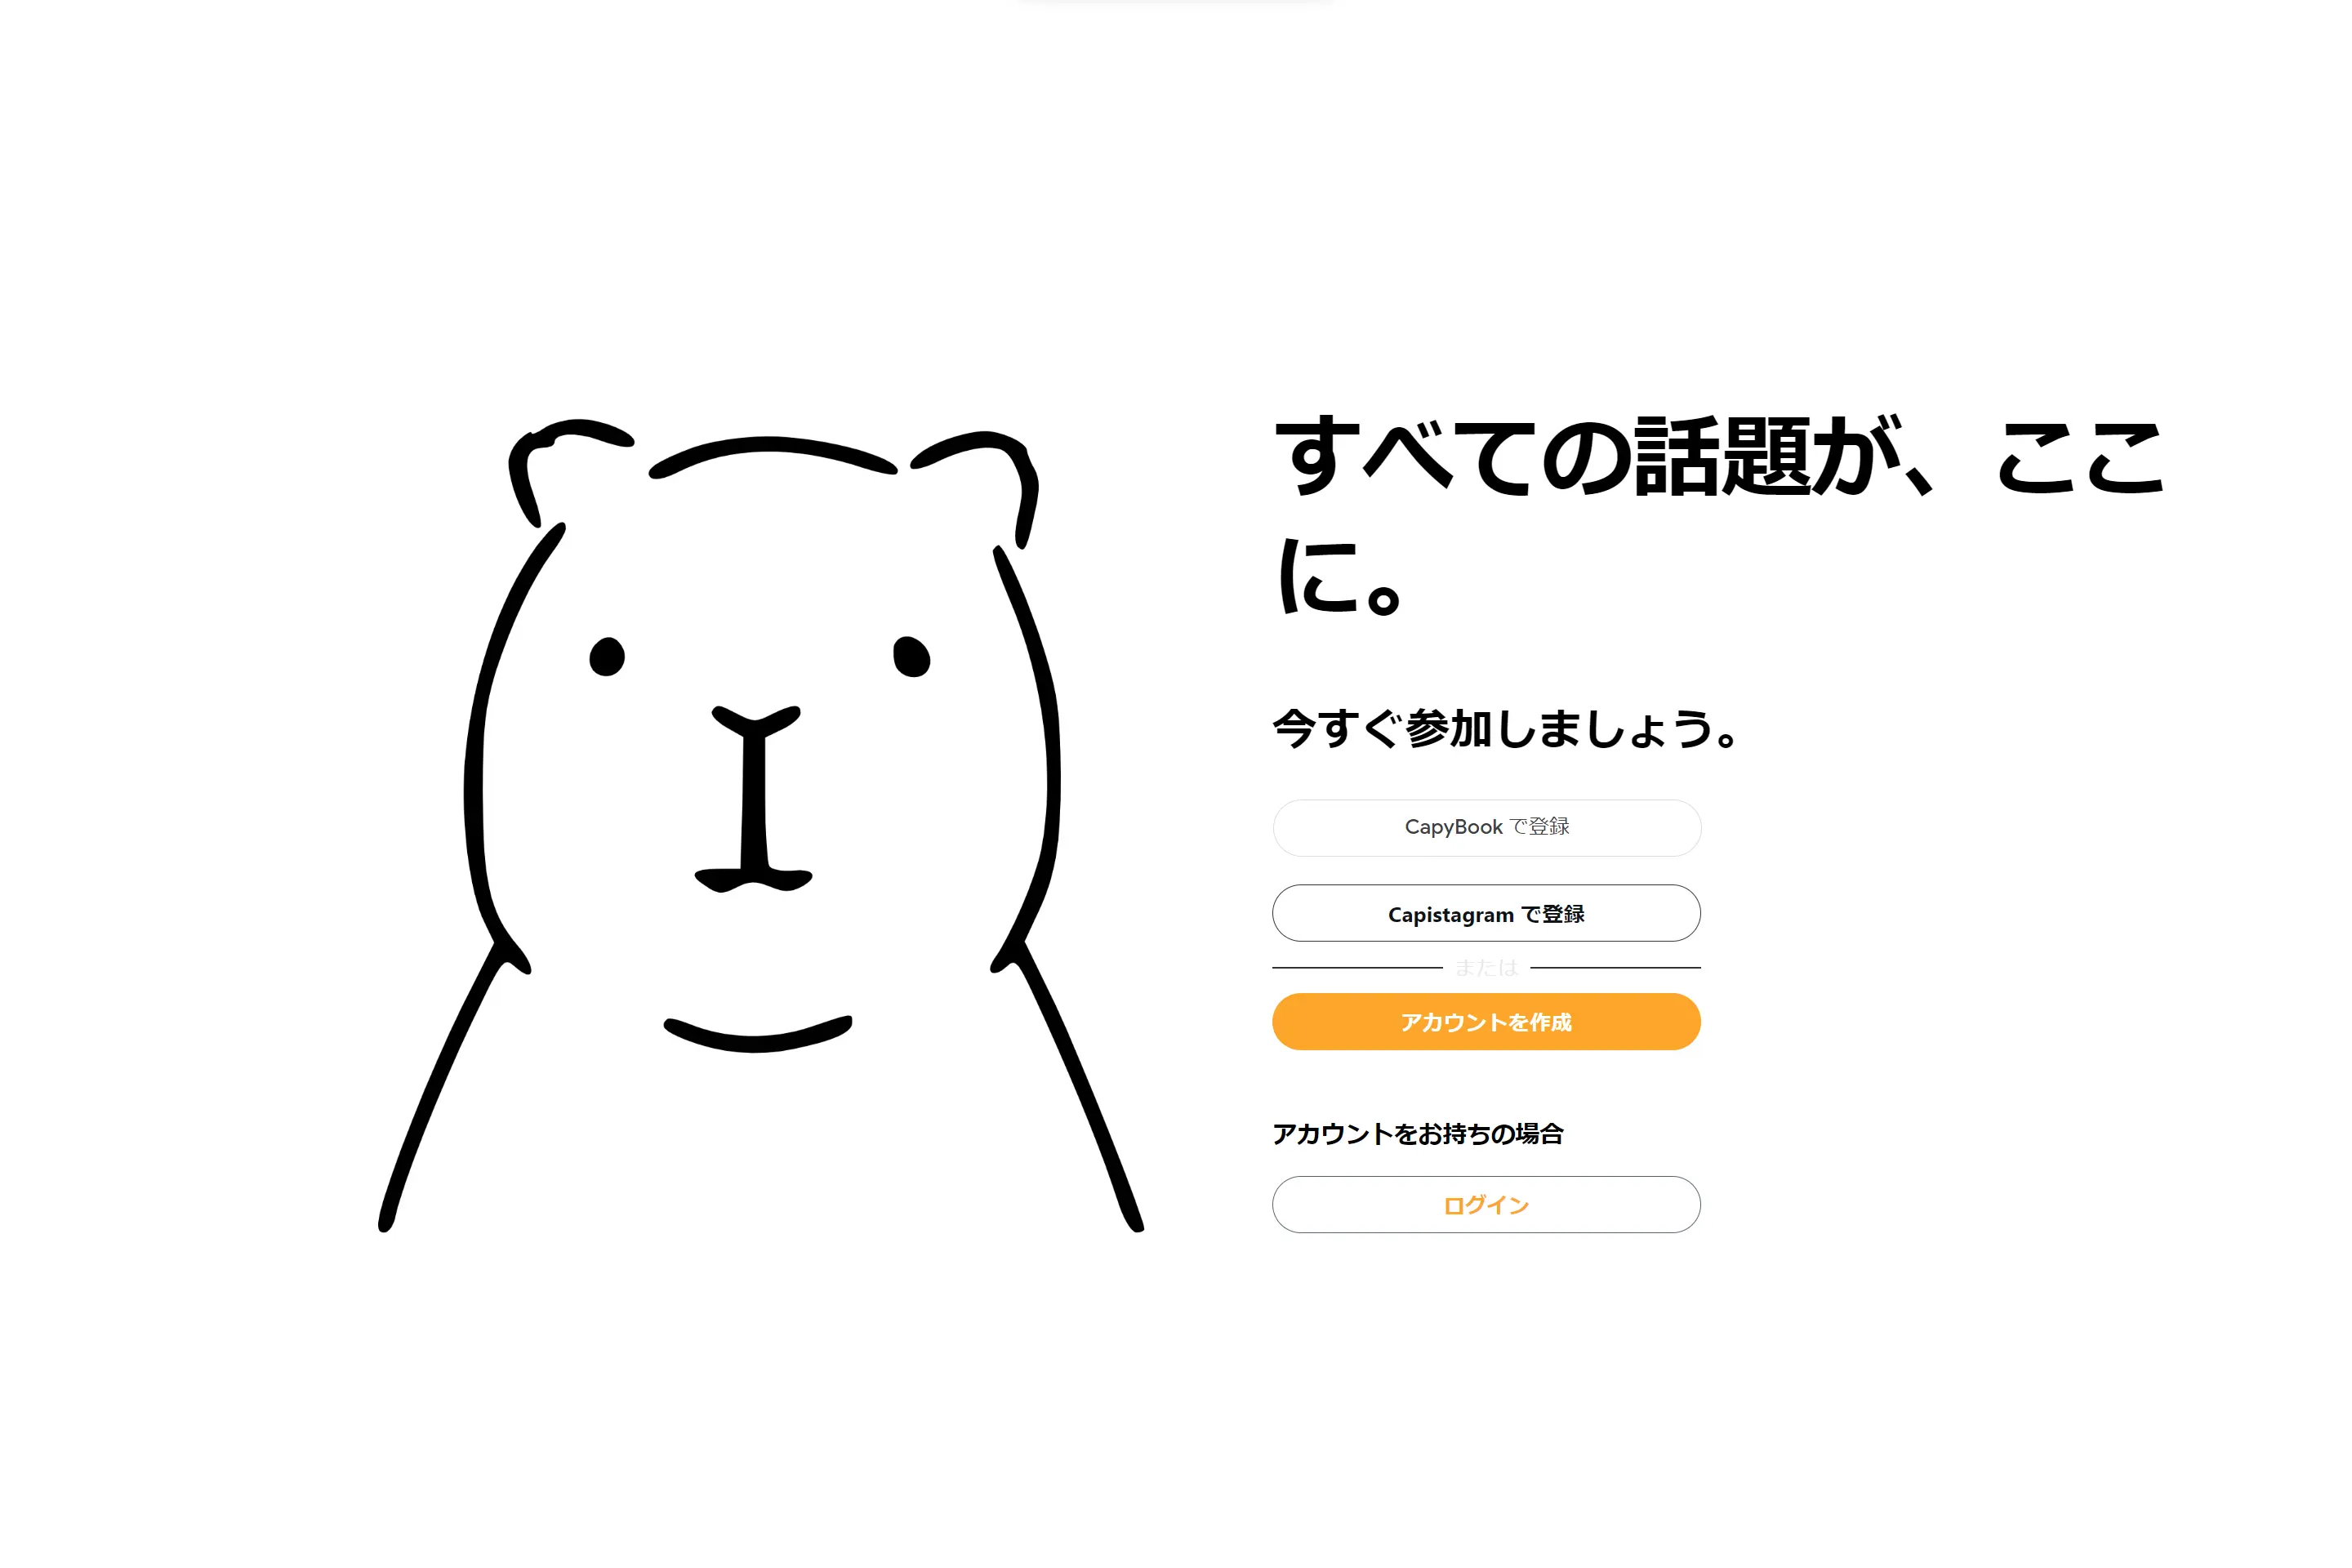 すべての話題が、ここ
に。
今すぐ参加しましょう。
CapyBook で登録
Capistagram で登録
または
アカウントを作成
アカウントをお持ちの場合
ログイン